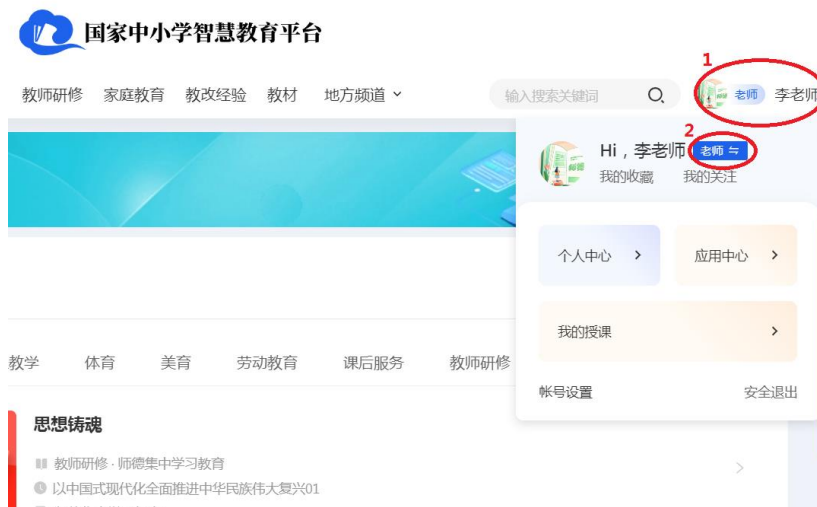 国家中小学智慧教育平台
1
教师研修 家庭教育 教改经验 教材 地方频道 输入搜索关键词 老师 李老师
2
Hi，李老师 老师
我的收藏 我的关注
个人中心 应用中心
我的授课
教学 体育 美育 劳动教育 课后服务 教师研修
帐号设置 安全退出
思想铸魂
教师研修·师德集中学习教育
以中国式现代化全面推进中华民族伟大复兴01